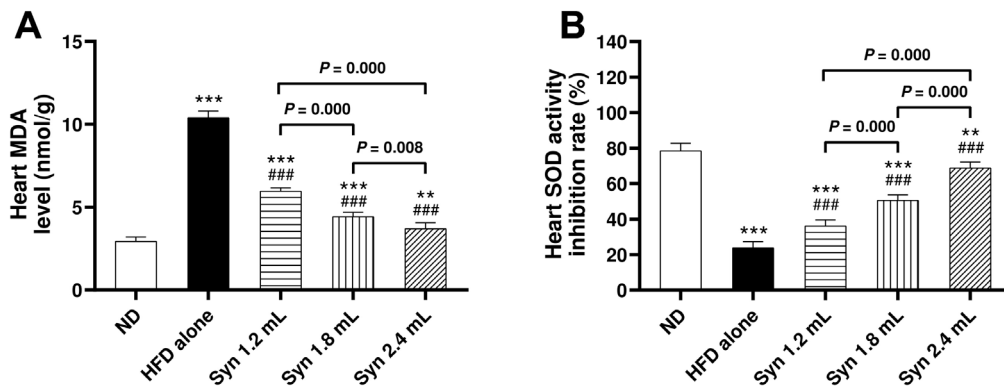 A
Heart MDA
level (nmol/g)
15
10
5
0
***
***
###
***
###
**
###
P = 0.000
P = 0.000
P = 0.008
ND
HFD alone
Syn 1.2 mL
Syn 1.8 mL
Syn 2.4 mL
B
Heart SOD activity
inhibition rate (%)
140
120
100
80
60
40
20
0
***
***
###
***
###
**
###
P = 0.000
P = 0.000
P = 0.000
ND
HFD alone
Syn 1.2 mL
Syn 1.8 mL
Syn 2.4 mL